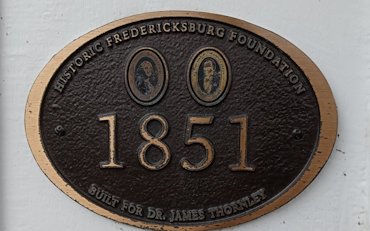 HISTORIC FREDERICKSBURG FOUNDATION
1851
BUILT FOR DR. JAMES THORNLEY